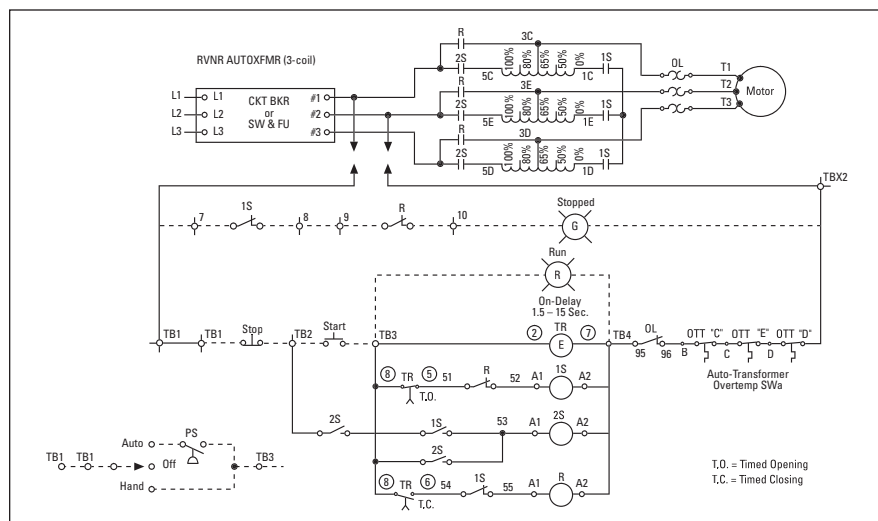 R 3C
RVNR AUTOXFMR (3-coil)
2S 100% 80% 65% 50% 0% 1S
5C 1C
OL T1
R 3E
L1 L1 CKT BKR #1
L2 L2 or #2
L3 L3 SW & FU #3
2S 100% 80% 65% 50% 0% 1S
5E 1E
T2 Motor
T3
R 3D
2S 100% 80% 65% 50% 0% 1S
5D 1D
TBX2
7 1S 8 9 R 10 Stopped
G
Run
R
On-Delay
1.5 – 15 Sec.
TB1 TB1 Stop TB2 Start TB3 2 TR 7 TB4 OL OTT "C" OTT "E" OTT "D"
E 95 96 B C D
Auto-Transformer
Overtemp SWa
8 TR 5 51 R 52 A1 1S A2
T.O.
2S 1S 53 A1 2S A2
2S
8 TR 6 54 1S 55 A1 R A2
T.C.
Auto PS
TB1 TB1 Off TB3
Hand
T.O. = Timed Opening
T.C. = Timed Closing